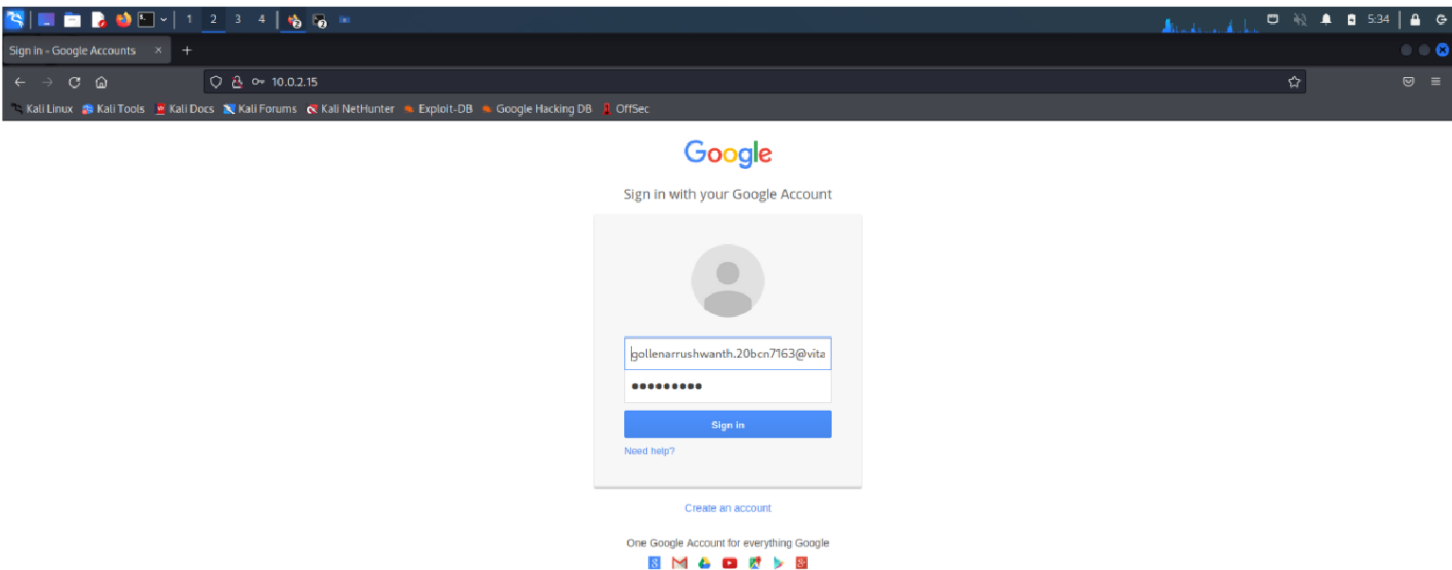 1 2 3 4 5:34
Sign in - Google Accounts × +
10.0.2.15
Kali Linux Kali Tools Kali Docs Kali Forums Kali NetHunter Exploit-DB Google Hacking DB OffSec
Google
Sign in with your Google Account
gollenarrushwanth.20bcn7163@vita
Sign in
Need help?
Create an account
One Google Account for everything Google